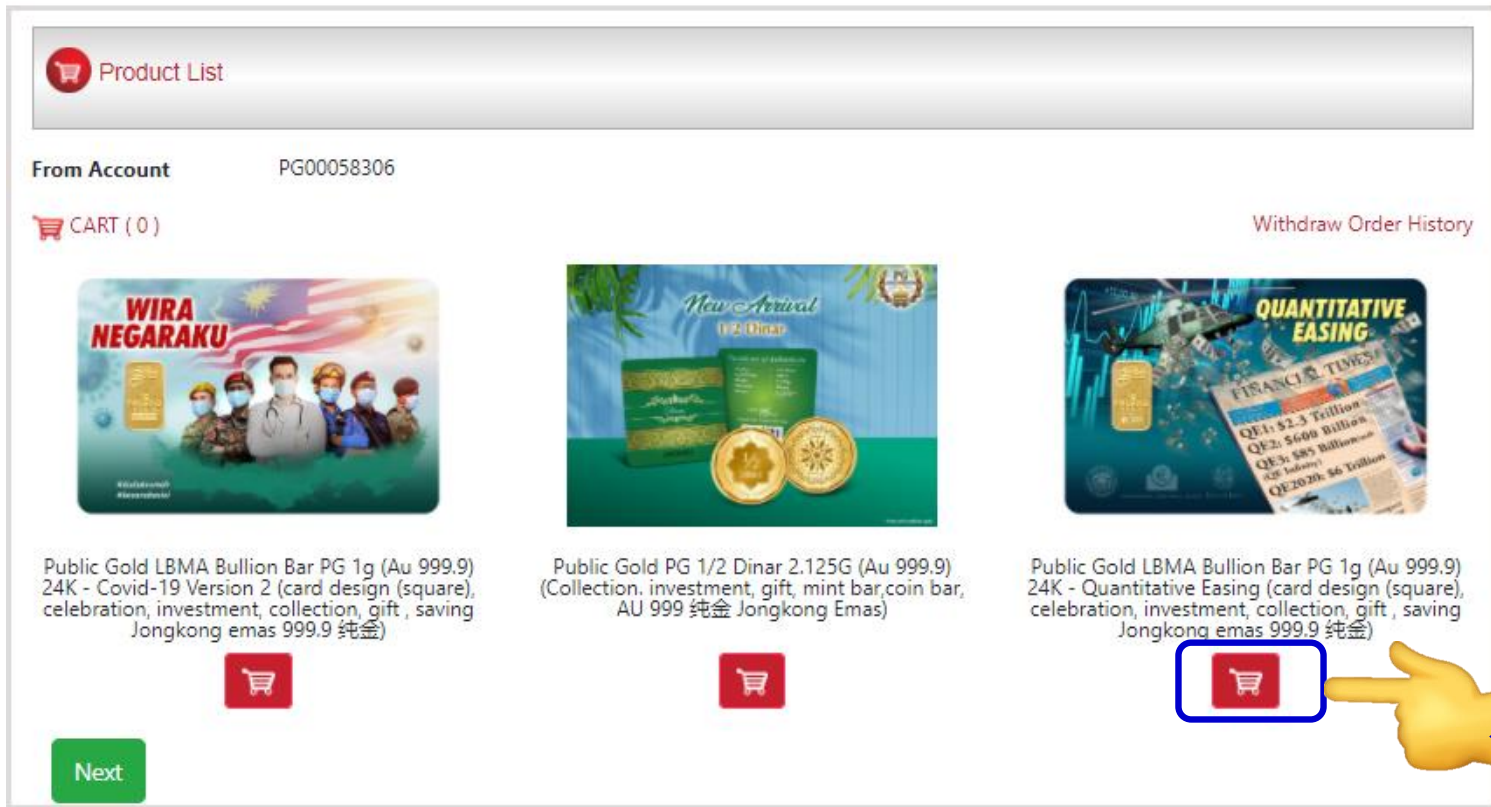 Product List
From Account PG00058306
CART ( 0 )
Withdraw Order History
WIRA
NEGARAKU
New Arrival
1/2 Dinar
QUANTITATIVE
EASING
FINANCI TIMES
QE1: $2.3 Trillion
QE2: $600 Billion
QE3: $85 Billion
(QE Infinity)
QE2020: $6 Trillion
Public Gold LBMA Bullion Bar PG 1g (Au 999.9)
24K - Covid-19 Version 2 (card design (square),
celebration, investment, collection, gift , saving
Jongkong emas 999.9 纯金)
Public Gold PG 1/2 Dinar 2.125G (Au 999.9)
(Collection. investment, gift, mint bar,coin bar,
AU 999 纯金 Jongkong Emas)
Public Gold LBMA Bullion Bar PG 1g (Au 999.9)
24K - Quantitative Easing (card design (square),
celebration, investment, collection, gift , saving
Jongkong emas 999.9 纯金)
Next